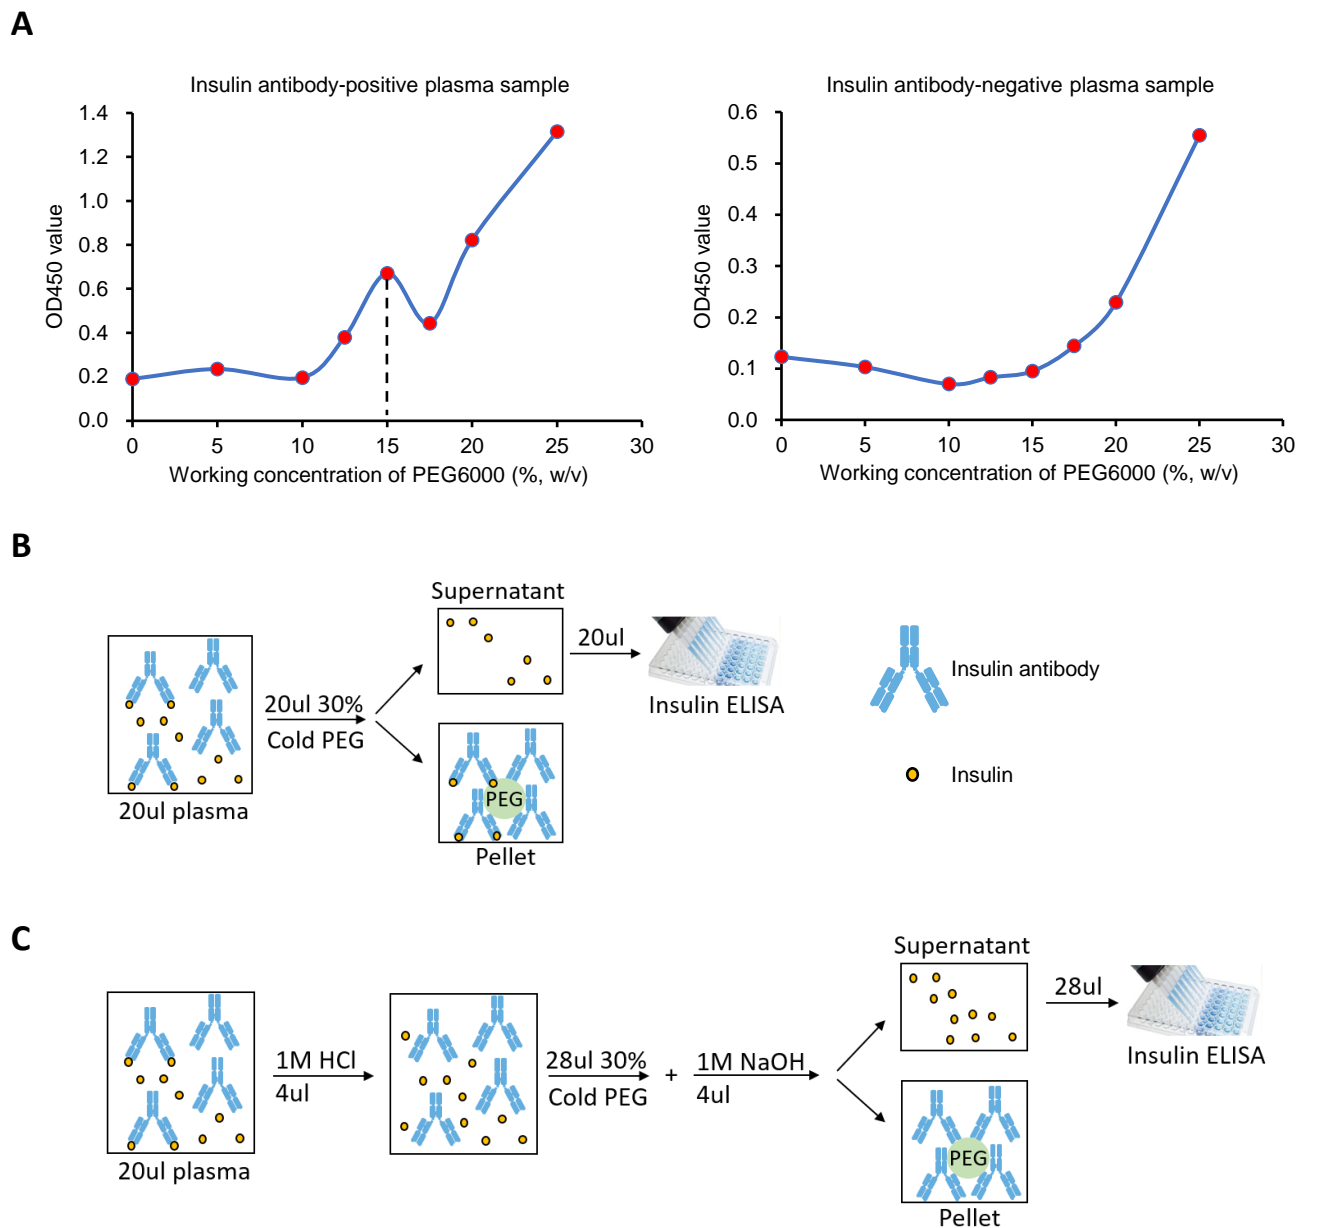 A
Insulin antibody-positive plasma sample
1.4
1.2
1.0
0.8
0.6
0.4
0.2
0.0
OD450 value
0 5 10 15 20 25 30
Working concentration of PEG6000 (%, w/v)
Insulin antibody-negative plasma sample
0.6
0.5
0.4
0.3
0.2
0.1
0.0
OD450 value
0 5 10 15 20 25 30
Working concentration of PEG6000 (%, w/v)
B
20ul plasma
20ul 30%
Cold PEG
Supernatant
20ul
Insulin ELISA
PEG
Pellet
Insulin antibody
Insulin
C
20ul plasma
1M HCl
4ul
28ul 30%
Cold PEG
+
1M NaOH
4ul
Supernatant
28ul
Insulin ELISA
PEG
Pellet